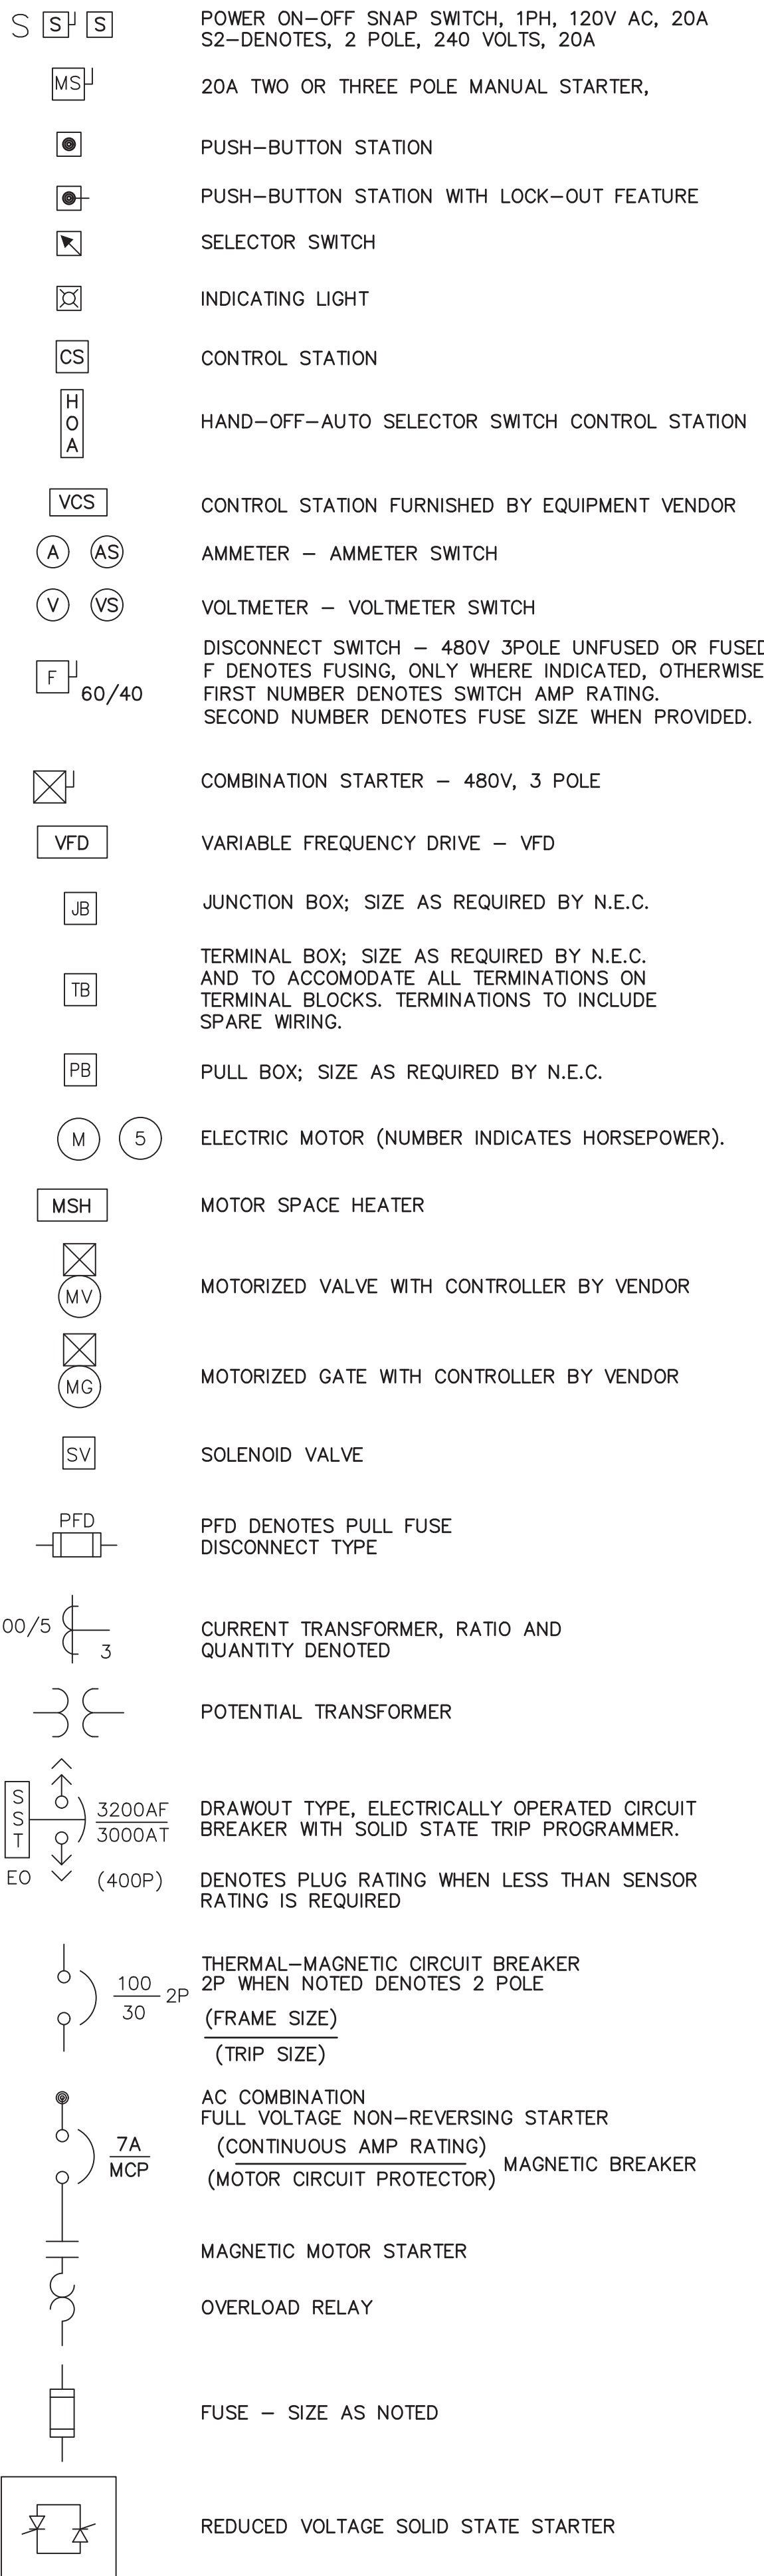 S S S POWER ON-OFF SNAP SWITCH, 1PH, 120V AC, 20A
S2-DENOTES, 2 POLE, 240 VOLTS, 20A
MS 20A TWO OR THREE POLE MANUAL STARTER,
PUSH-BUTTON STATION
PUSH-BUTTON STATION WITH LOCK-OUT FEATURE
SELECTOR SWITCH
INDICATING LIGHT
CS CONTROL STATION
H
O HAND-OFF-AUTO SELECTOR SWITCH CONTROL STATION
A
VCS CONTROL STATION FURNISHED BY EQUIPMENT VENDOR
A AS AMMETER - AMMETER SWITCH
V VS VOLTMETER - VOLTMETER SWITCH
DISCONNECT SWITCH - 480V 3POLE UNFUSED OR FUSED
F F DENOTES FUSING, ONLY WHERE INDICATED, OTHERWISE
60/40 FIRST NUMBER DENOTES SWITCH AMP RATING.
SECOND NUMBER DENOTES FUSE SIZE WHEN PROVIDED.
COMBINATION STARTER - 480V, 3 POLE
VFD VARIABLE FREQUENCY DRIVE - VFD
JB JUNCTION BOX; SIZE AS REQUIRED BY N.E.C.
TERMINAL BOX; SIZE AS REQUIRED BY N.E.C.
TB AND TO ACCOMODATE ALL TERMINATIONS ON
TERMINAL BLOCKS. TERMINATIONS TO INCLUDE
SPARE WIRING.
PB PULL BOX; SIZE AS REQUIRED BY N.E.C.
M 5 ELECTRIC MOTOR (NUMBER INDICATES HORSEPOWER).
MSH MOTOR SPACE HEATER
MV MOTORIZED VALVE WITH CONTROLLER BY VENDOR
MG MOTORIZED GATE WITH CONTROLLER BY VENDOR
SV SOLENOID VALVE
PFD PFD DENOTES PULL FUSE
DISCONNECT TYPE
00/5 CURRENT TRANSFORMER, RATIO AND
3 QUANTITY DENOTED
POTENTIAL TRANSFORMER
S
S 3200AF DRAWOUT TYPE, ELECTRICALLY OPERATED CIRCUIT
T 3000AT BREAKER WITH SOLID STATE TRIP PROGRAMMER.
EO (400P) DENOTES PLUG RATING WHEN LESS THAN SENSOR
RATING IS REQUIRED
THERMAL-MAGNETIC CIRCUIT BREAKER
100 2P 2P WHEN NOTED DENOTES 2 POLE
30 (FRAME SIZE)
(TRIP SIZE)
AC COMBINATION
FULL VOLTAGE NON-REVERSING STARTER
7A (CONTINUOUS AMP RATING)
MCP (MOTOR CIRCUIT PROTECTOR) MAGNETIC BREAKER
MAGNETIC MOTOR STARTER
OVERLOAD RELAY
FUSE - SIZE AS NOTED
REDUCED VOLTAGE SOLID STATE STARTER